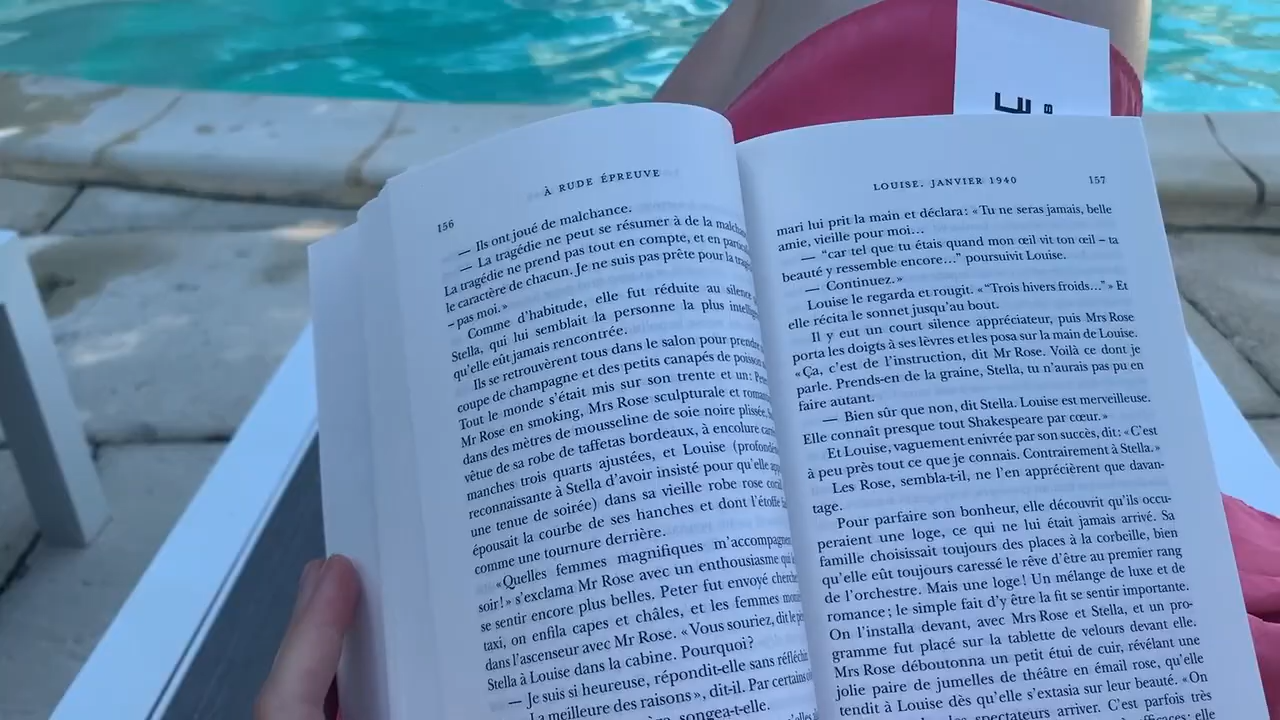 156
À RUDE ÉPREUVE
— Ils ont joué de malchance.
— La tragédie ne peut se résumer à de la
La tragédie ne prend pas tout en compte, et en
le caractère de chacun. Je ne suis pas prête pour la
– pas moi. »
Comme d'habitude, elle fut réduite au silence
Stella, qui lui semblait la personne la plus
qu'elle eût jamais rencontrée.
Ils se retrouvèrent tous dans le salon pour prendre
coupe de champagne et des petits canapés de poisson
Tout le monde s'était mis sur son trente et un :
Mr Rose en smoking, Mrs Rose sculpturale et
dans des mètres de mousseline de soie noire plissée,
vêtue de sa robe de taffetas bordeaux, à encolure
manches trois quarts ajustées, et Louise
reconnaissante à Stella d'avoir insisté pour qu'elle
une tenue de soirée) dans sa vieille robe rose
épousait la courbe de ses hanches et dont l'étoffe
comme une tournure derrière.
« Quelles femmes magnifiques
soir ! » s'exclama Mr Rose avec un enthousiasme
se sentir encore plus belles. Peter fut envoyé
taxi, on enfila capes et châles, et les femmes
dans l'ascenseur avec Mr Rose. « Vous souriez, dit
Stella à Louise dans la cabine. Pourquoi ?
— Je suis si heureuse, répondit-elle sans
La meilleure des raisons », dit-il. Par
songea-t-elle.
LOUISE. JANVIER 1940
157
mari lui prit la main et déclara : « Tu ne seras jamais, belle
amie, vieille pour moi…
— "car tel que tu étais quand mon œil vit ton œil – ta
beauté y ressemble encore…" poursuivit Louise.
— Continuez. »
Louise le regarda et rougit. « "Trois hivers froids…" » Et
elle récita le sonnet jusqu'au bout.
Il y eut un court silence appréciateur, puis Mrs Rose
porta les doigts à ses lèvres et les posa sur la main de Louise.
« Ça, c'est de l'instruction, dit Mr Rose. Voilà ce dont je
parle. Prends-en de la graine, Stella, tu n'aurais pas pu en
faire autant.
— Bien sûr que non, dit Stella. Louise est merveilleuse.
Elle connaît presque tout Shakespeare par cœur. »
Et Louise, vaguement enivrée par son succès, dit : « C'est
à peu près tout ce que je connais. Contrairement à Stella. »
Les Rose, sembla-t-il, ne l'en apprécièrent que davan-
tage.
Pour parfaire son bonheur, elle découvrit qu'ils occu-
peraient une loge, ce qui ne lui était jamais arrivé. Sa
famille choisissait toujours des places à la corbeille, bien
qu'elle eût toujours caressé le rêve d'être au premier rang
de l'orchestre. Mais une loge ! Un mélange de luxe et de
romance ; le simple fait d'y être la fit se sentir importante.
On l'installa devant, avec Mrs Rose et Stella, et un pro-
gramme fut placé sur la tablette de velours devant elle.
Mrs Rose déboutonna un petit étui de cuir, révélant une
jolie paire de jumelles de théâtre en émail rose, qu'elle
tendit à Louise dès qu'elle s'extasia sur leur beauté. « On
spectateurs arriver. C'est parfois très
elle